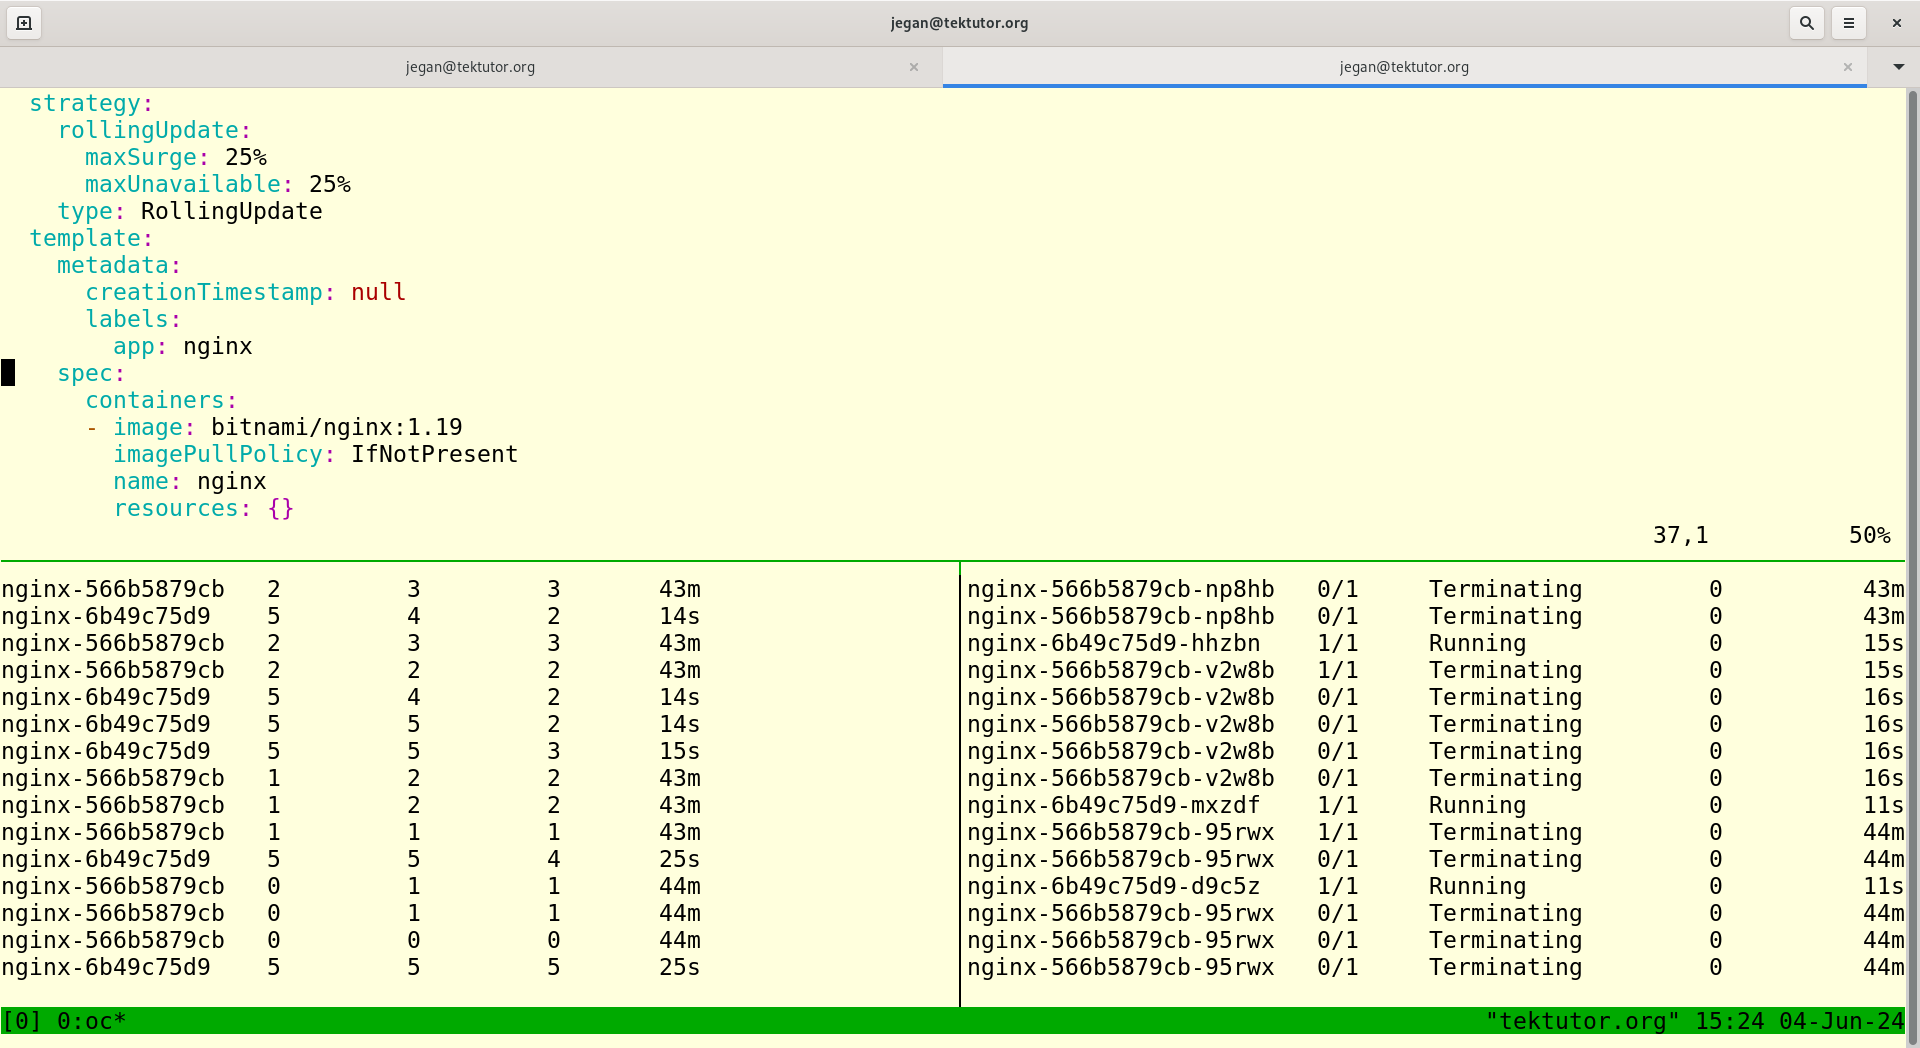 jegan@tektutor.org
jegan@tektutor.org
jegan@tektutor.org
strategy:
rollingUpdate:
maxSurge: 25%
maxUnavailable: 25%
type: RollingUpdate
template:
metadata:
creationTimestamp: null
labels:
app: nginx
spec:
containers:
- image: bitnami/nginx:1.19
imagePullPolicy: IfNotPresent
name: nginx
resources: {}
37,1 50%
nginx-566b5879cb 2 3 3 43m
nginx-6b49c75d9 5 4 2 14s
nginx-566b5879cb 2 3 3 43m
nginx-566b5879cb 2 2 2 43m
nginx-6b49c75d9 5 4 2 14s
nginx-6b49c75d9 5 5 2 14s
nginx-6b49c75d9 5 5 3 15s
nginx-566b5879cb 1 2 2 43m
nginx-566b5879cb 1 2 2 43m
nginx-566b5879cb 1 1 1 43m
nginx-6b49c75d9 5 5 4 25s
nginx-566b5879cb 0 1 1 44m
nginx-566b5879cb 0 1 1 44m
nginx-566b5879cb 0 0 0 44m
nginx-6b49c75d9 5 5 5 25s
nginx-566b5879cb-np8hb 0/1 Terminating 0 43m
nginx-566b5879cb-np8hb 0/1 Terminating 0 43m
nginx-6b49c75d9-hhzbn 1/1 Running 0 15s
nginx-566b5879cb-v2w8b 1/1 Terminating 0 15s
nginx-566b5879cb-v2w8b 0/1 Terminating 0 16s
nginx-566b5879cb-v2w8b 0/1 Terminating 0 16s
nginx-566b5879cb-v2w8b 0/1 Terminating 0 16s
nginx-566b5879cb-v2w8b 0/1 Terminating 0 16s
nginx-6b49c75d9-mxzdf 1/1 Running 0 11s
nginx-566b5879cb-95rwx 1/1 Terminating 0 44m
nginx-566b5879cb-95rwx 0/1 Terminating 0 44m
nginx-6b49c75d9-d9c5z 1/1 Running 0 11s
nginx-566b5879cb-95rwx 0/1 Terminating 0 44m
nginx-566b5879cb-95rwx 0/1 Terminating 0 44m
nginx-566b5879cb-95rwx 0/1 Terminating 0 44m
[0] 0:oc* "tektutor.org" 15:24 04-Jun-24